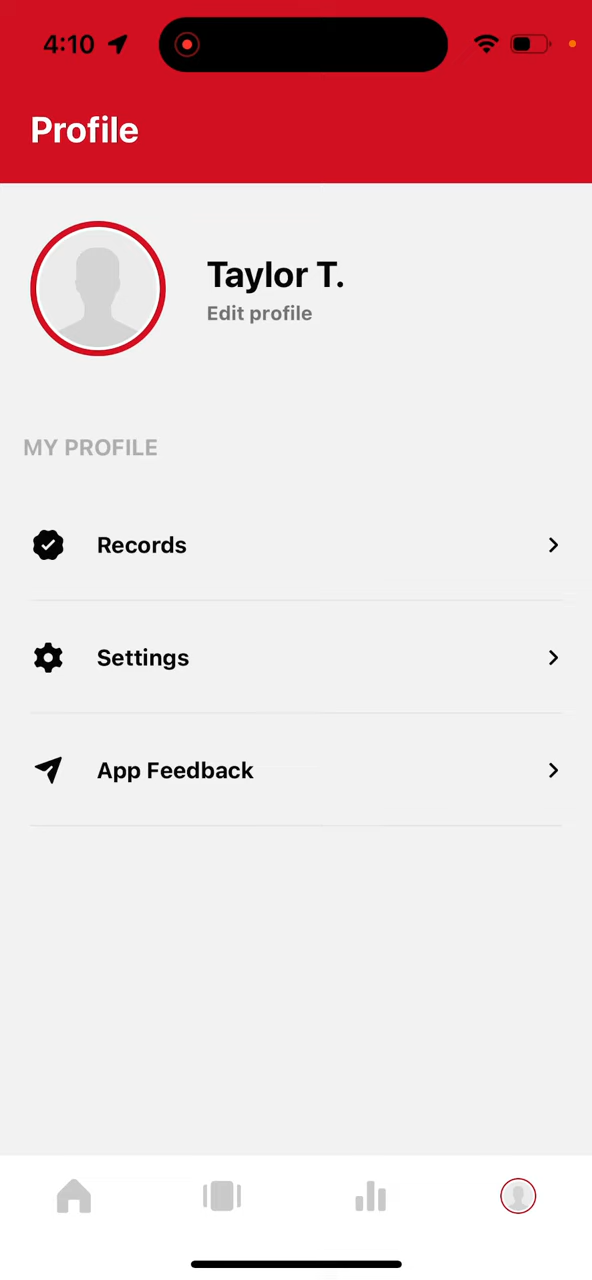 4:10
Profile
Taylor T.
Edit profile
MY PROFILE
Records
Settings
App Feedback